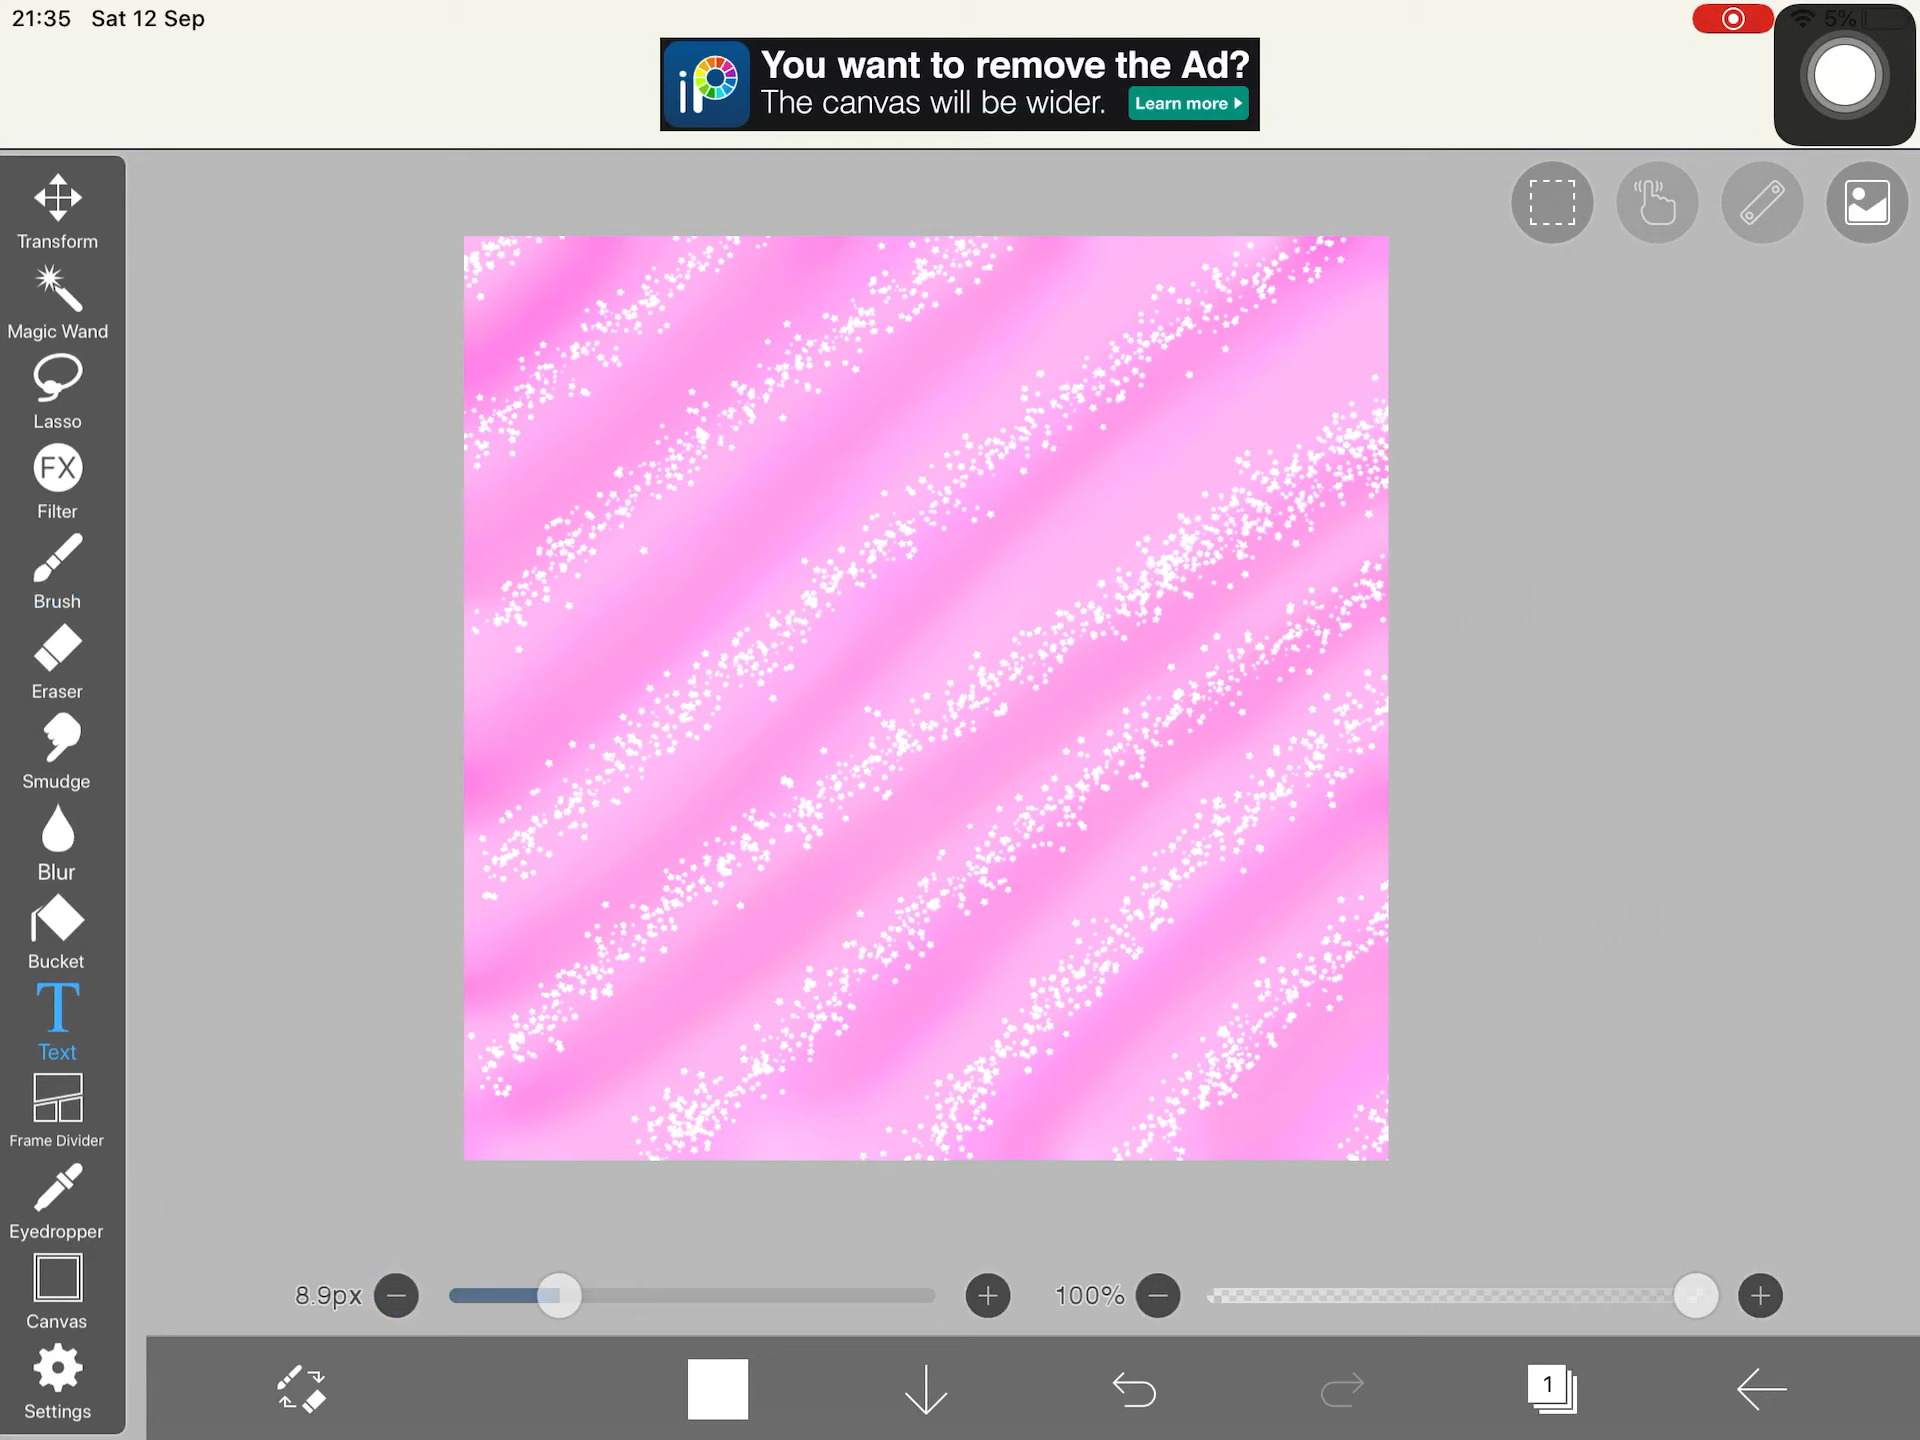 21:35 Sat 12 Sep
5%
iP
You want to remove the Ad?
The canvas will be wider.
Learn more
Transform
Magic Wand
Lasso
FX
Filter
Brush
Eraser
Smudge
Blur
Bucket
T
Text
Frame Divider
Eyedropper
Canvas
Settings
8.9px
100%
1